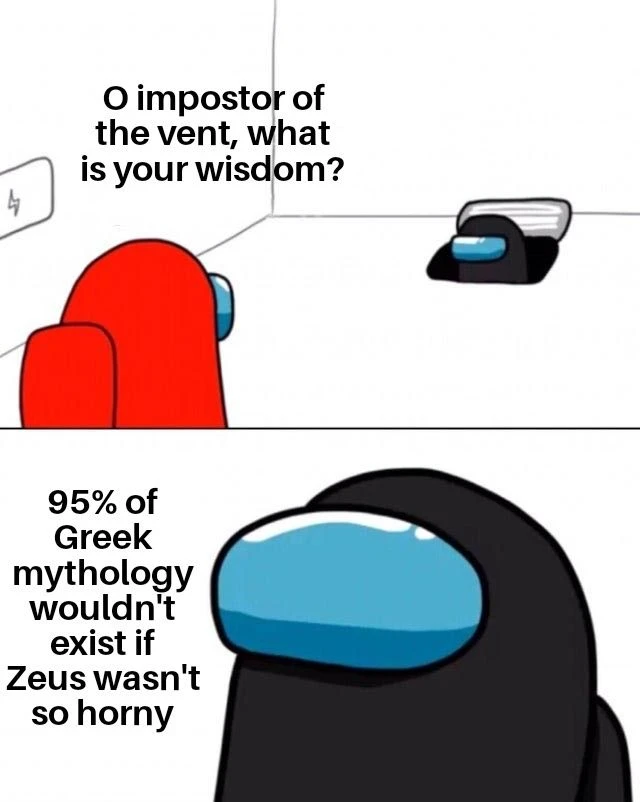 O impostor of
the vent, what
is your wisdom?
95% of
Greek
mythology
wouldn't
exist if
Zeus wasn't
so horny